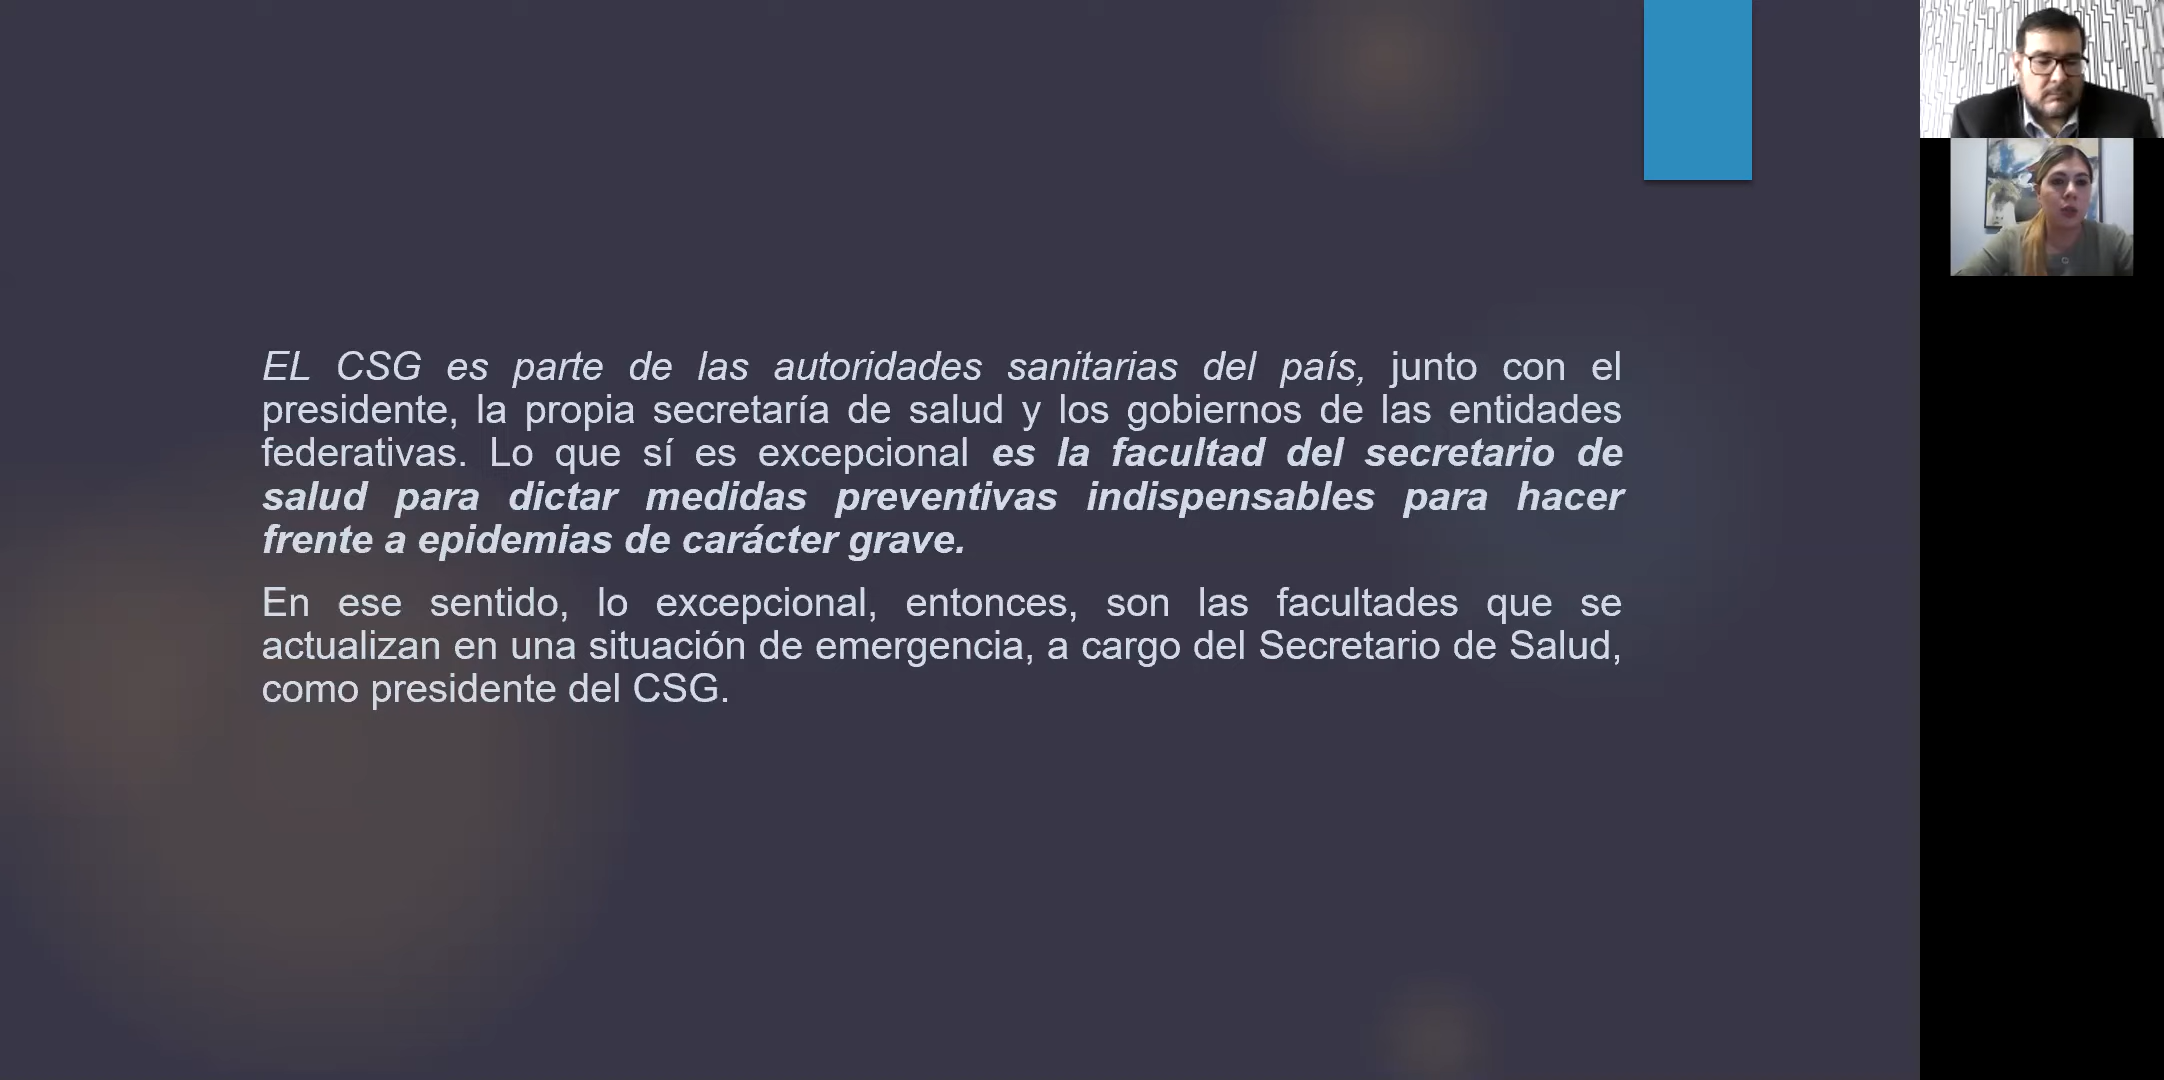 EL CSG es parte de las autoridades sanitarias del país, junto con el
presidente, la propia secretaría de salud y los gobiernos de las entidades
federativas. Lo que sí es excepcional es la facultad del secretario de
salud para dictar medidas preventivas indispensables para hacer
frente a epidemias de carácter grave.
En ese sentido, lo excepcional, entonces, son las facultades que se
actualizan en una situación de emergencia, a cargo del Secretario de Salud,
como presidente del CSG.